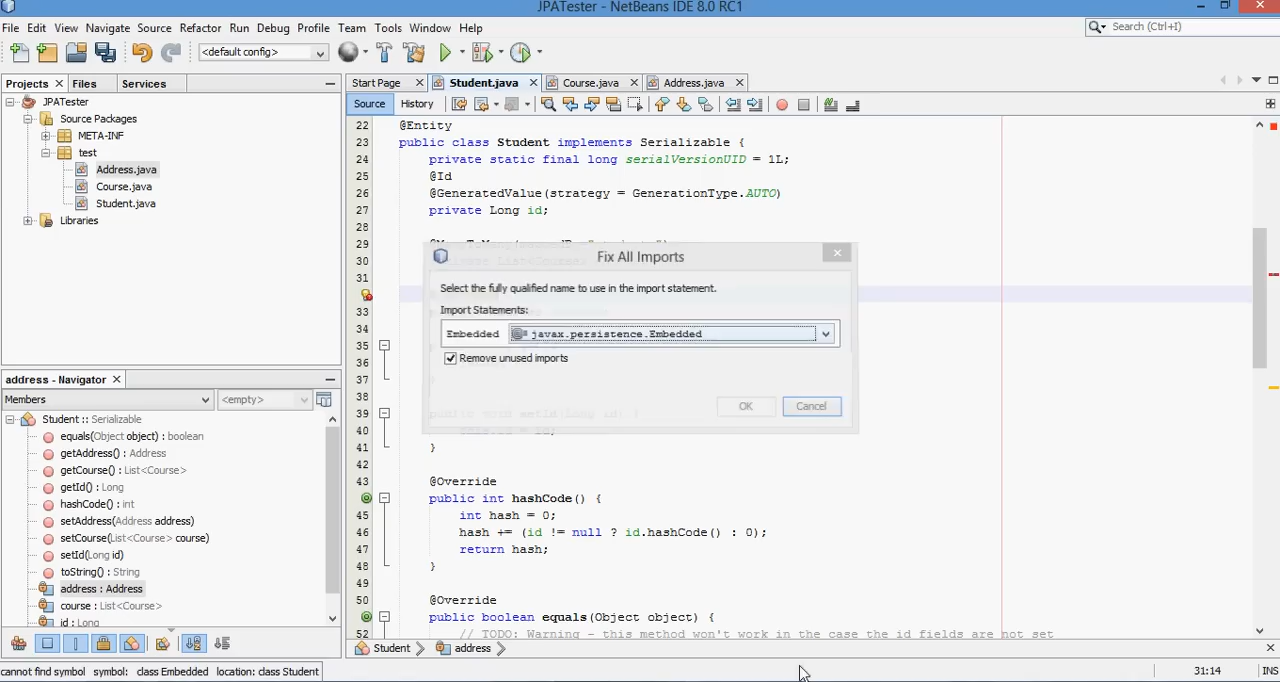 JPATester - NetBeans IDE 8.0 RC1
File Edit View Navigate Source Refactor Run Debug Profile Team Tools Window Help
Search (Ctrl+I)
<default config>
Projects Files Services
JPATester
Source Packages
META-INF
test
Address.java
Course.java
Student.java
Libraries
address - Navigator
Members <empty>
Student :: Serializable
equals(Object object) : boolean
getAddress() : Address
getCourse() : List<Course>
getId() : Long
hashCode() : int
setAddress(Address address)
setCourse(List<Course> course)
setId(Long id)
toString() : String
address : Address
course : List<Course>
id : Long
Start Page Student.java Course.java Address.java
Source History
22 @Entity
23 public class Student implements Serializable {
24 private static final long serialVersionUID = 1L;
25 @Id
26 @GeneratedValue(strategy = GenerationType.AUTO)
27 private Long id;
28
29
30
31
33
34
35
36
37
38
39 public void setId(Long id) {
40 this.id = id;
41 }
42
43 @Override
44 public int hashCode() {
45 int hash = 0;
46 hash += (id != null ? id.hashCode() : 0);
47 return hash;
48 }
49
50 @Override
public boolean equals(Object object) {
52 // TODO: Warning - this method won't work in the case the id fields are not set
Fix All Imports
Select the fully qualified name to use in the import statement.
Import Statements:
Embedded javax.persistence.Embedded
Remove unused imports
OK Cancel
Student address
cannot find symbol symbol: class Embedded location: class Student
31:14 INS